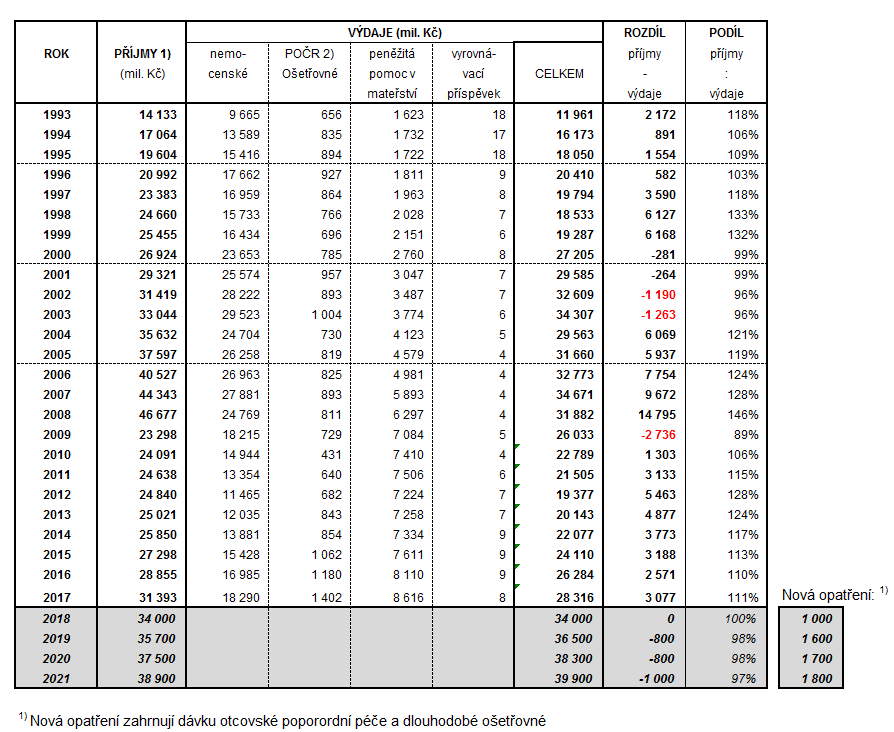 VÝDAJE (mil. Kč) ROZDÍL PODÍL
ROK PŘÍJMY 1) nemo- POČR 2) peněžitá vyrovná- příjmy příjmy
(mil. Kč) censké Ošetřovné pomoc v vací CELKEM - :
mateřství příspěvek výdaje výdaje
1993 14 133 9 665 656 1 623 18 11 961 2 172 118%
1994 17 064 13 589 835 1 732 17 16 173 891 106%
1995 19 604 15 416 894 1 722 18 18 050 1 554 109%
1996 20 992 17 662 927 1 811 9 20 410 582 103%
1997 23 383 16 959 864 1 963 8 19 794 3 590 118%
1998 24 660 15 733 766 2 028 7 18 533 6 127 133%
1999 25 455 16 434 696 2 151 6 19 287 6 168 132%
2000 26 924 23 653 785 2 760 8 27 205 -281 99%
2001 29 321 25 574 957 3 047 7 29 585 -264 99%
2002 31 419 28 222 893 3 487 7 32 609 -1 190 96%
2003 33 044 29 523 1 004 3 774 6 34 307 -1 263 96%
2004 35 632 24 704 730 4 123 5 29 563 6 069 121%
2005 37 597 26 258 819 4 579 4 31 660 5 937 119%
2006 40 527 26 963 825 4 981 4 32 773 7 754 124%
2007 44 343 27 881 893 5 893 4 34 671 9 672 128%
2008 46 677 24 769 811 6 297 4 31 882 14 795 146%
2009 23 298 18 215 729 7 084 5 26 033 -2 736 89%
2010 24 091 14 944 431 7 410 4 22 789 1 303 106%
2011 24 638 13 354 640 7 506 6 21 505 3 133 115%
2012 24 840 11 465 682 7 224 7 19 377 5 463 128%
2013 25 021 12 035 843 7 258 7 20 143 4 877 124%
2014 25 850 13 881 854 7 334 9 22 077 3 773 117%
2015 27 298 15 428 1 062 7 611 9 24 110 3 188 113%
2016 28 855 16 985 1 180 8 110 9 26 284 2 571 110%
2017 31 393 18 290 1 402 8 616 8 28 316 3 077 111% Nová opatření: 1)
2018 34 000 34 000 0 100% 1 000
2019 35 700 36 500 -800 98% 1 600
2020 37 500 38 300 -800 98% 1 700
2021 38 900 39 900 -1 000 97% 1 800
1) Nová opatření zahrnují dávku otcovské poporordní péče a dlouhodobé ošetřovné